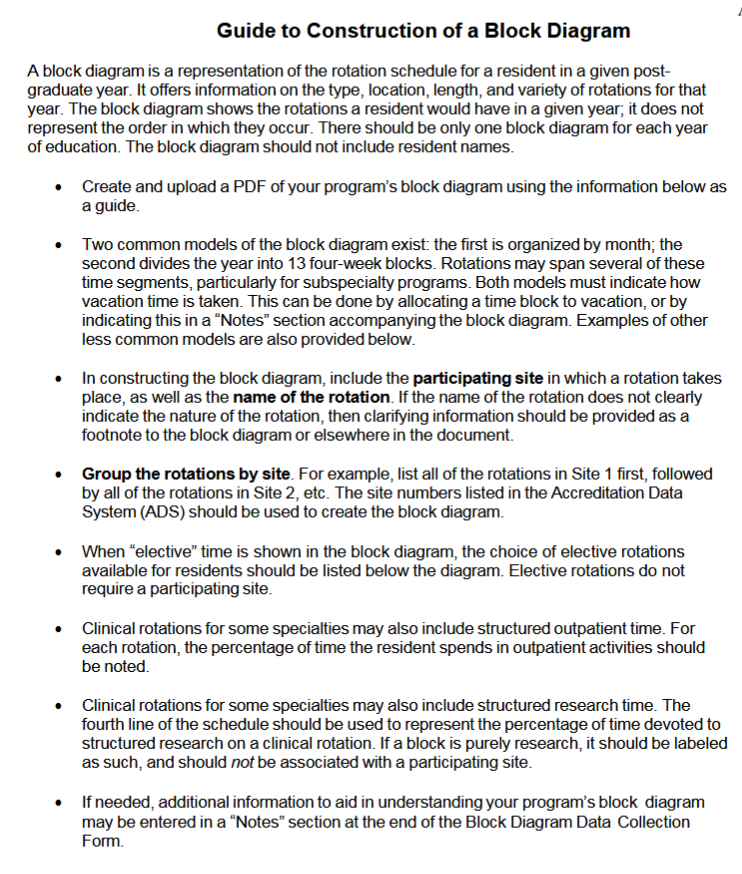 Guide to Construction of a Block Diagram
A block diagram is a representation of the rotation schedule for a resident in a given post-
graduate year. It offers information on the type, location, length, and variety of rotations for that
year. The block diagram shows the rotations a resident would have in a given year; it does not
represent the order in which they occur. There should be only one block diagram for each year
of education. The block diagram should not include resident names.
• Create and upload a PDF of your program's block diagram using the information below as
a guide.
• Two common models of the block diagram exist: the first is organized by month; the
second divides the year into 13 four-week blocks. Rotations may span several of these
time segments, particularly for subspecialty programs. Both models must indicate how
vacation time is taken. This can be done by allocating a time block to vacation, or by
indicating this in a “Notes” section accompanying the block diagram. Examples of other
less common models are also provided below.
• In constructing the block diagram, include the participating site in which a rotation takes
place, as well as the name of the rotation. If the name of the rotation does not clearly
indicate the nature of the rotation, then clarifying information should be provided as a
footnote to the block diagram or elsewhere in the document.
• Group the rotations by site. For example, list all of the rotations in Site 1 first, followed
by all of the rotations in Site 2, etc. The site numbers listed in the Accreditation Data
System (ADS) should be used to create the block diagram.
• When “elective” time is shown in the block diagram, the choice of elective rotations
available for residents should be listed below the diagram. Elective rotations do not
require a participating site.
• Clinical rotations for some specialties may also include structured outpatient time. For
each rotation, the percentage of time the resident spends in outpatient activities should
be noted.
• Clinical rotations for some specialties may also include structured research time. The
fourth line of the schedule should be used to represent the percentage of time devoted to
structured research on a clinical rotation. If a block is purely research, it should be labeled
as such, and should not be associated with a participating site.
• If needed, additional information to aid in understanding your program's block diagram
may be entered in a “Notes” section at the end of the Block Diagram Data Collection
Form.